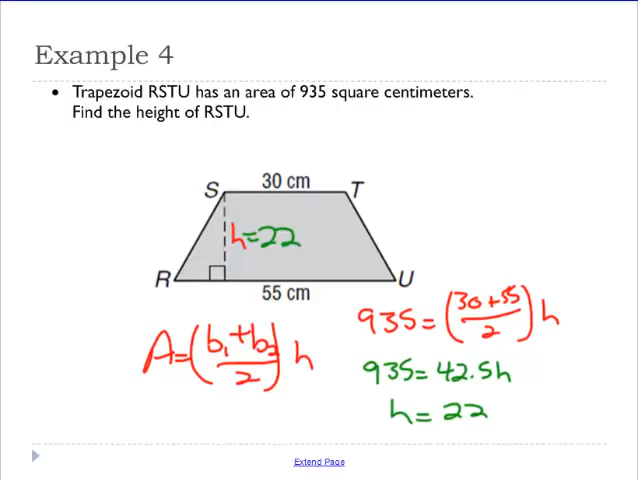 Example 4
• Trapezoid RSTU has an area of 935 square centimeters.
Find the height of RSTU.
30 cm
S T
h=22
R U
55 cm
935=(30+55/2)h
A=(b₁+b₂/2)h
935=42.5h
h=22
Extend Page